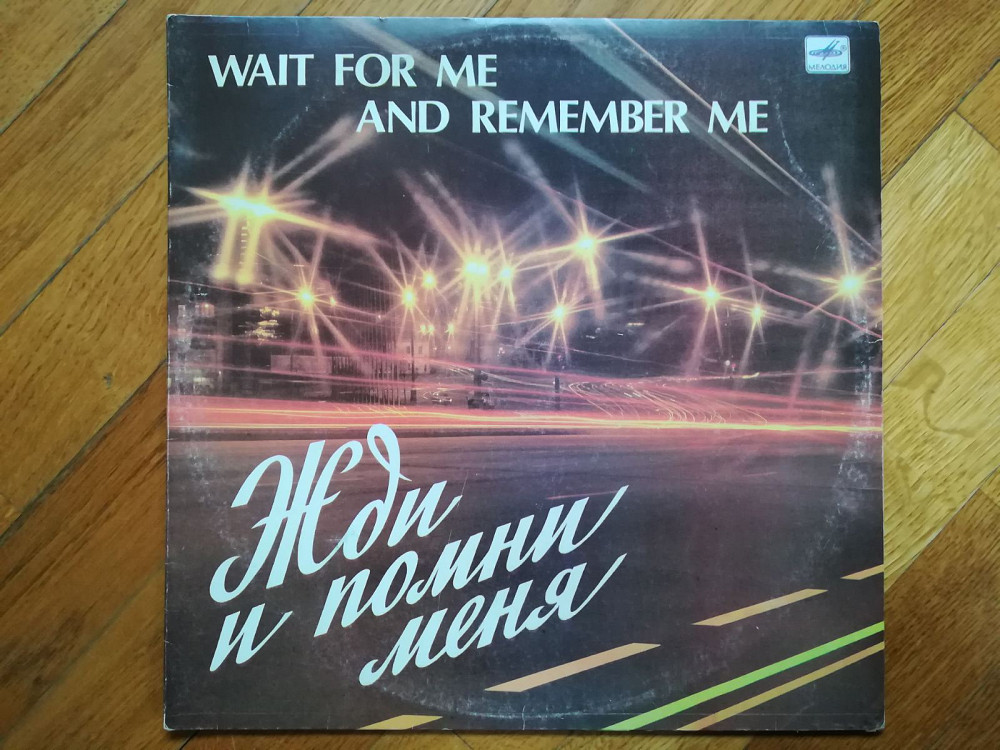 WAIT FOR ME
AND REMEMBER ME
МЕЛОДИЯ
Жди
и помни
меня